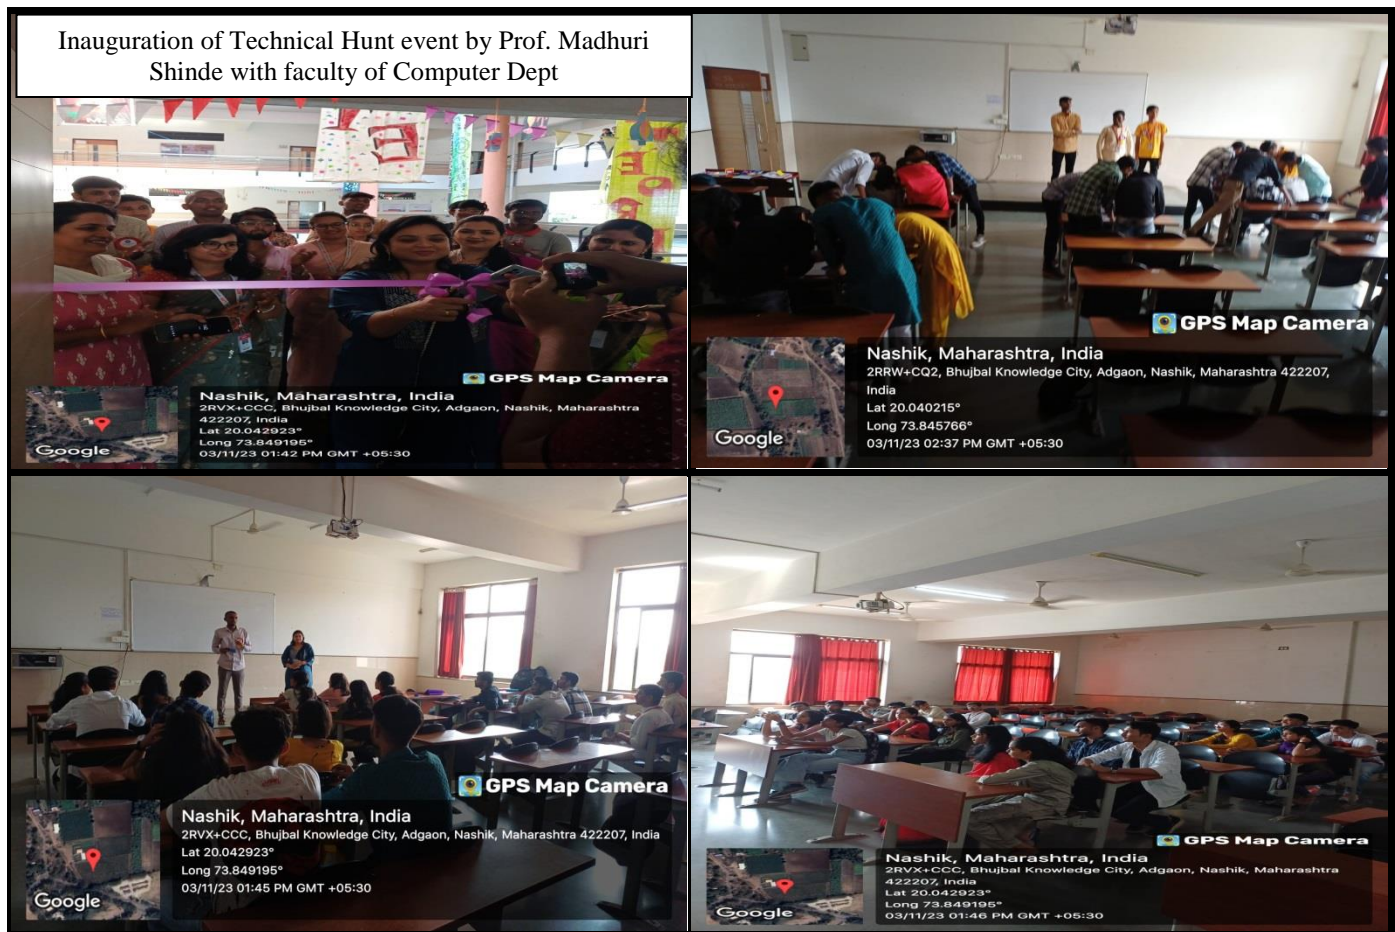 Inauguration of Technical Hunt event by Prof. Madhuri
Shinde with faculty of Computer Dept
GPS Map Camera
Nashik, Maharashtra, India
2RVX+CCC, Bhujbal Knowledge City, Adgaon, Nashik, Maharashtra
422207, India
Lat 20.042923°
Long 73.849195°
03/11/23 01:42 PM GMT +05:30
Google
GPS Map Camera
Nashik, Maharashtra, India
2RRW+CQ2, Bhujbal Knowledge City, Adgaon, Nashik, Maharashtra 422207,
India
Lat 20.040215°
Long 73.845766°
03/11/23 02:37 PM GMT +05:30
Google
GPS Map Camera
Nashik, Maharashtra, India
2RVX+CCC, Bhujbal Knowledge City, Adgaon, Nashik, Maharashtra 422207, India
Lat 20.042923°
Long 73.849195°
03/11/23 01:45 PM GMT +05:30
Google
GPS Map Camera
Nashik, Maharashtra, India
2RVX+CCC, Bhujbal Knowledge City, Adgaon, Nashik, Maharashtra
422207, India
Lat 20.042923°
Long 73.849195°
03/11/23 01:46 PM GMT +05:30
Google